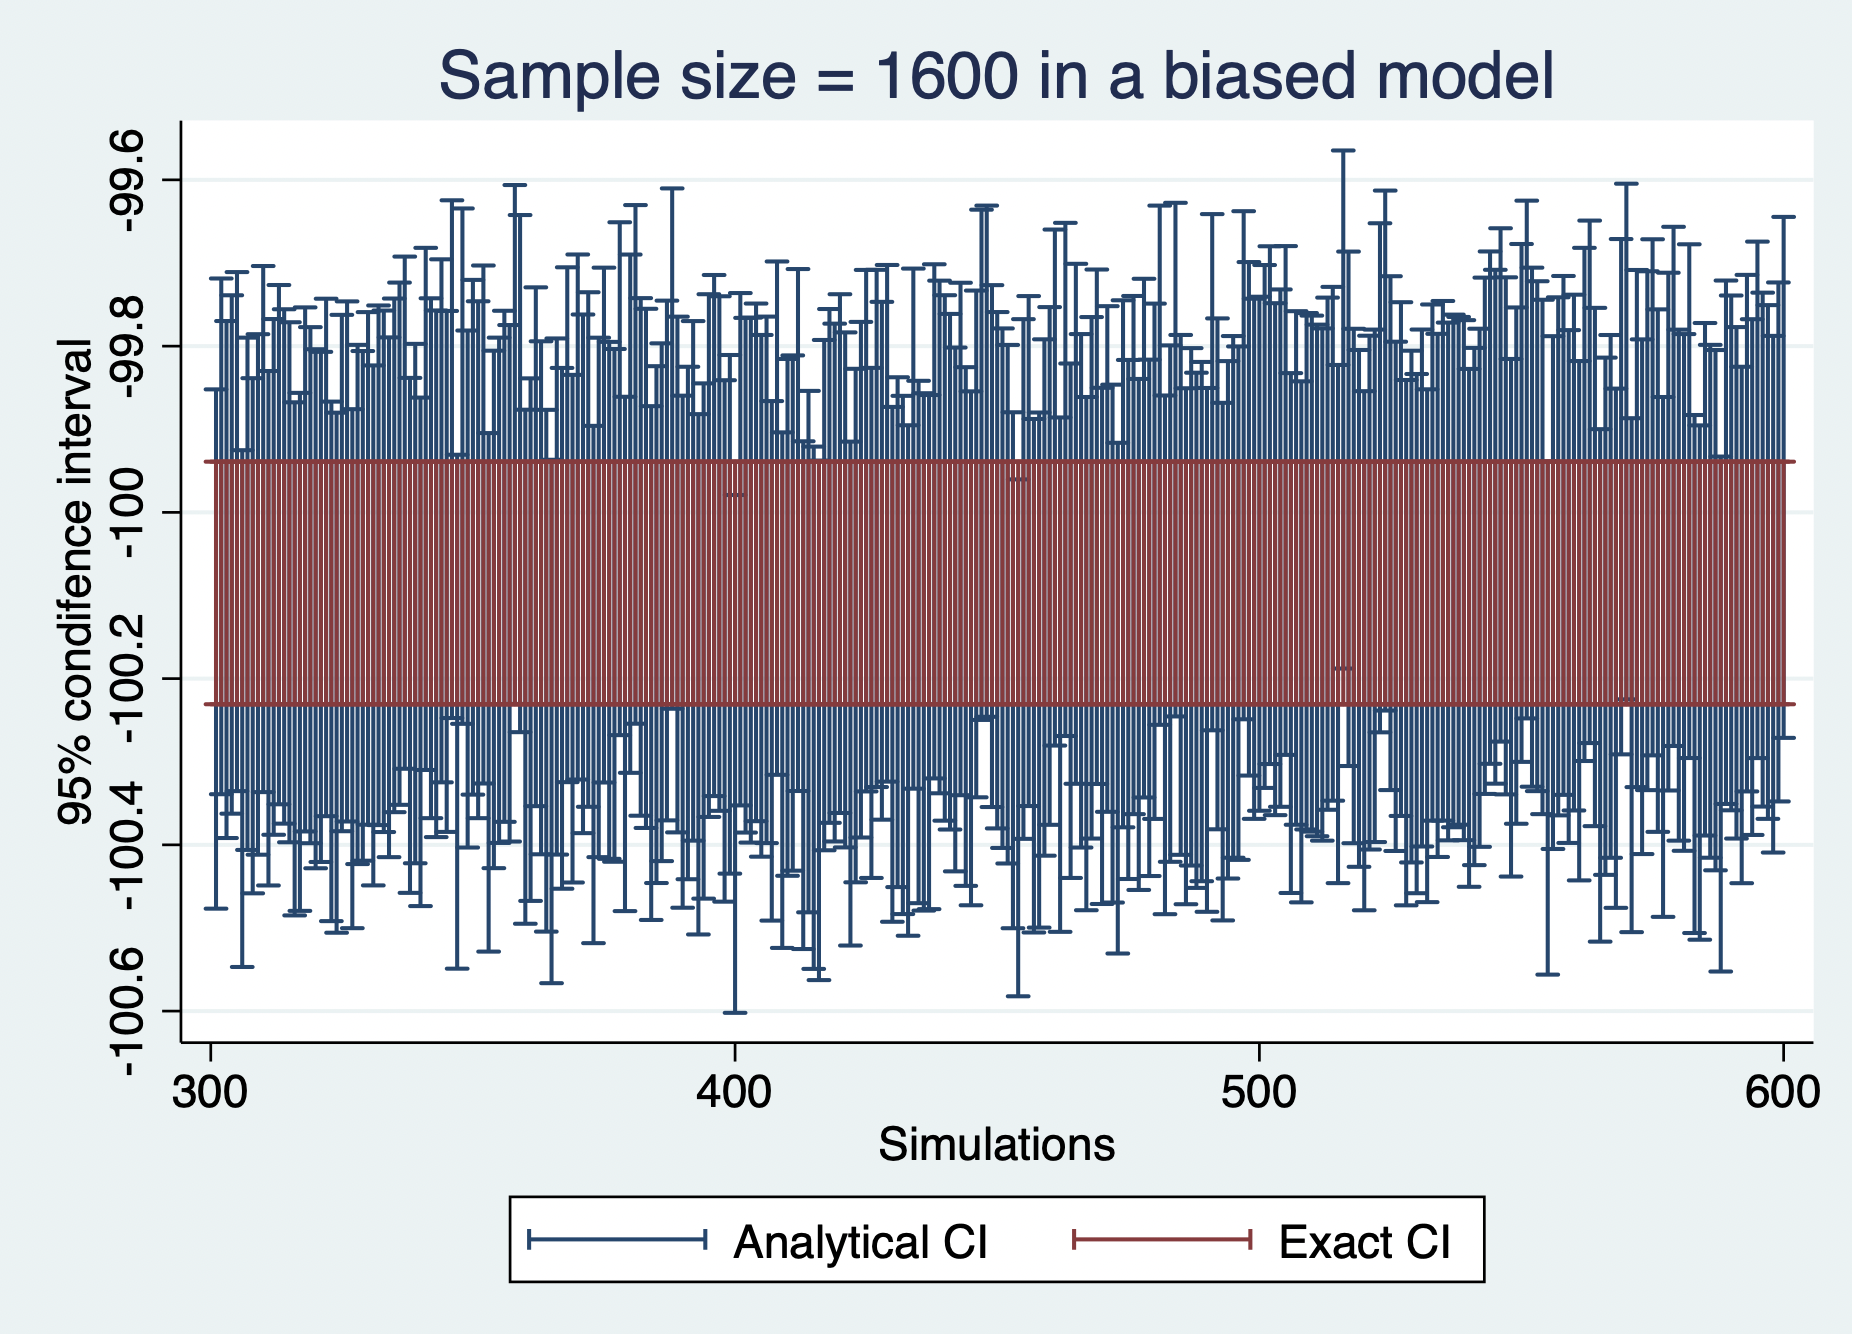 Sample size = 1600 in a biased model
95% condifence interval
-99.6
-99.8
-100
-100.2
-100.4
-100.6
300 400 500 600
Simulations
Analytical CI Exact CI